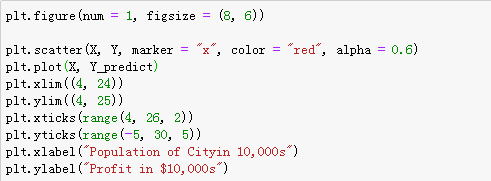 plt.figure(num = 1, figsize = (8, 6))
plt.scatter(X, Y, marker = "x", color = "red", alpha = 0.6)
plt.plot(X, Y_predict)
plt.xlim((4, 24))
plt.ylim((4, 25))
plt.xticks(range(4, 26, 2))
plt.yticks(range(-5, 30, 5))
plt.xlabel("Population of Cityin 10,000s")
plt.ylabel("Profit in $10,000s")